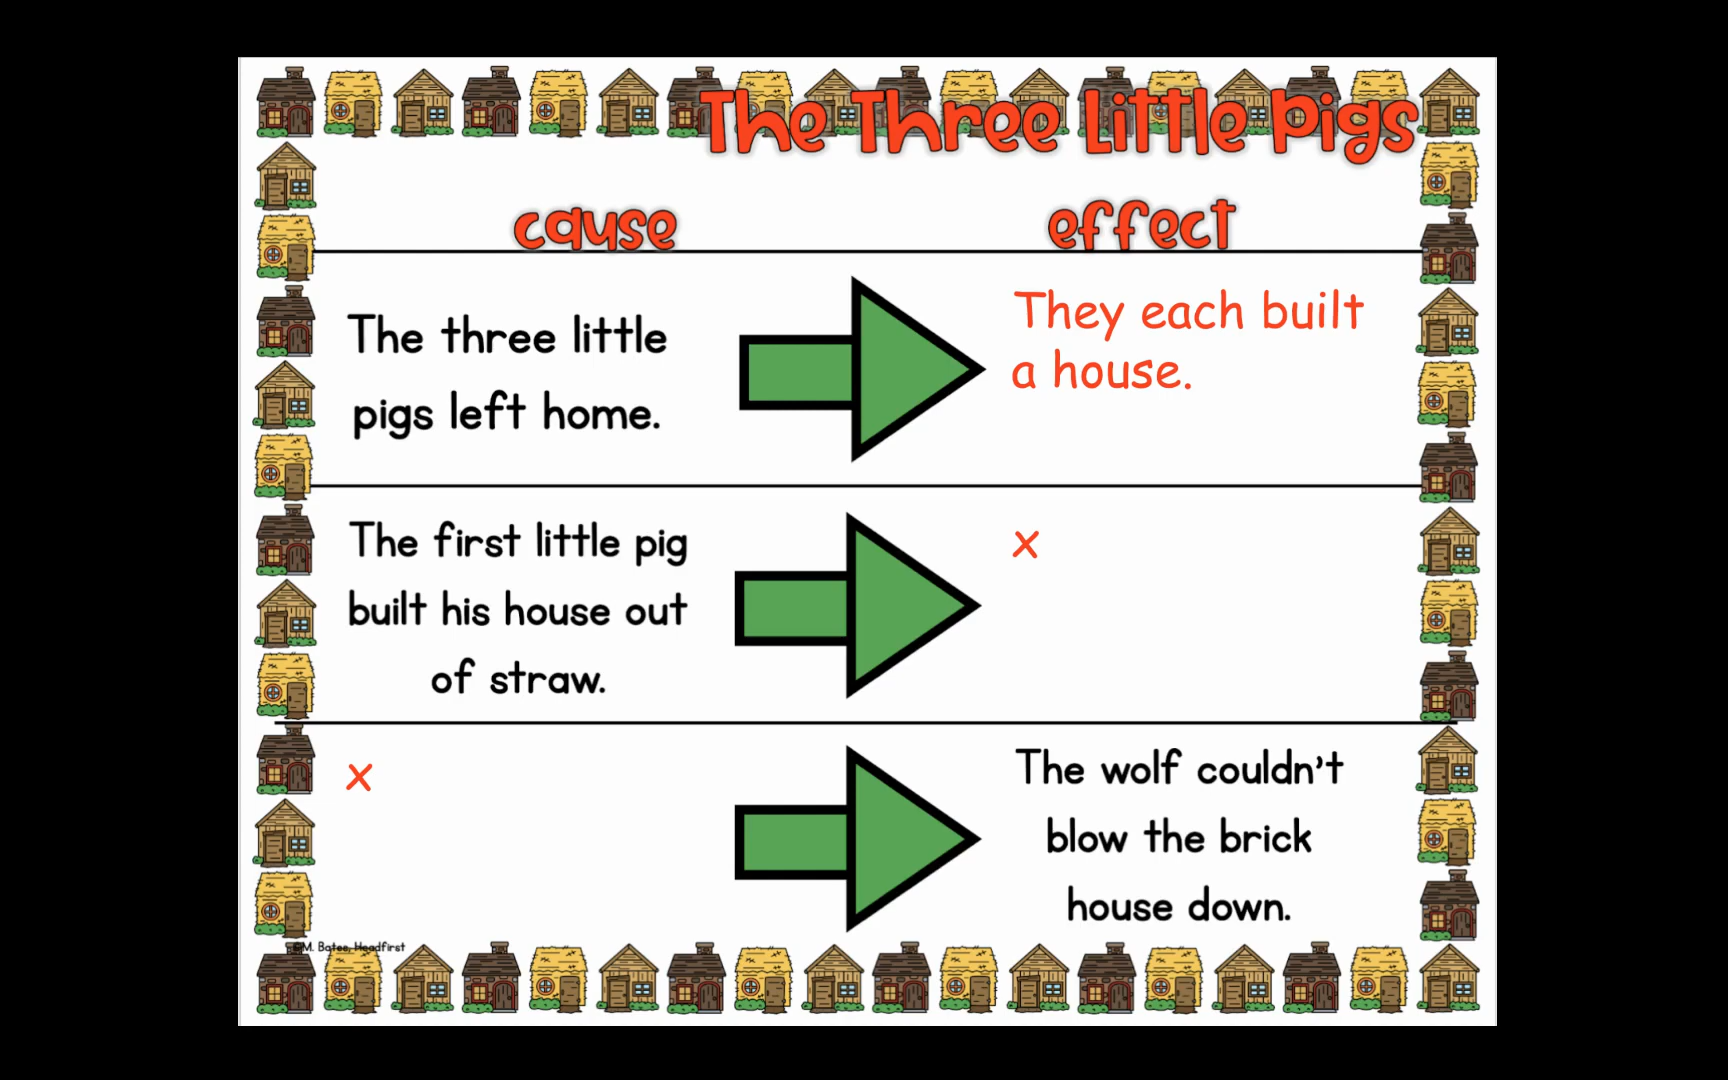 The Three Little Pigs
cause
effect
The three little
pigs left home.
They each built
a house.
The first little pig
built his house out
of straw.
x
x
The wolf couldn't
blow the brick
house down.
©M. Bates, Headfirst